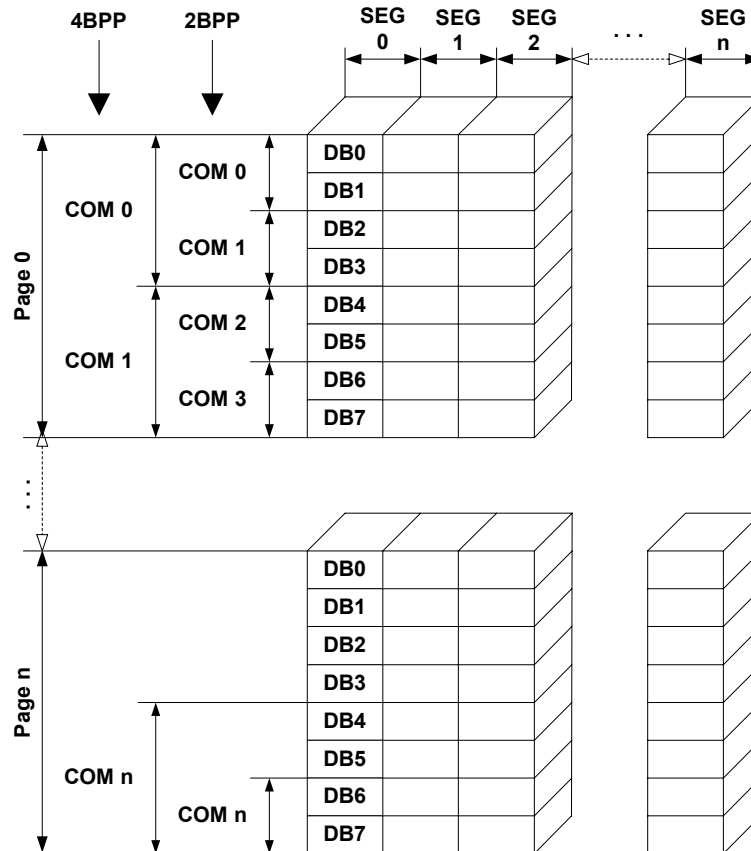 4BPP 2BPP SEG 0 SEG 1 SEG 2 . . . SEG n
Page 0
COM 0
COM 1
COM 0
COM 1
COM 2
COM 3
DB0
DB1
DB2
DB3
DB4
DB5
DB6
DB7
. . .
Page n
COM n
COM n
DB0
DB1
DB2
DB3
DB4
DB5
DB6
DB7